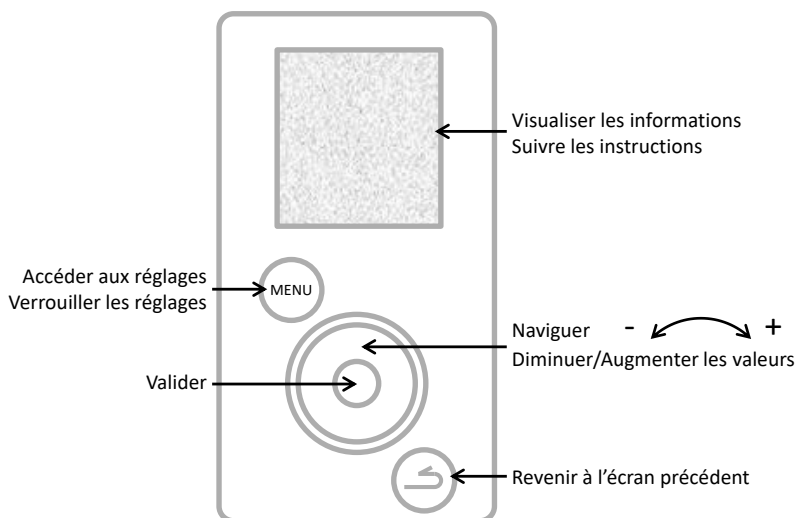 Visualiser les informations
Suivre les instructions
Accéder aux réglages
Verrouiller les réglages
MENU
Naviguer - +
Diminuer/Augmenter les valeurs
Valider
Revenir à l'écran précédent